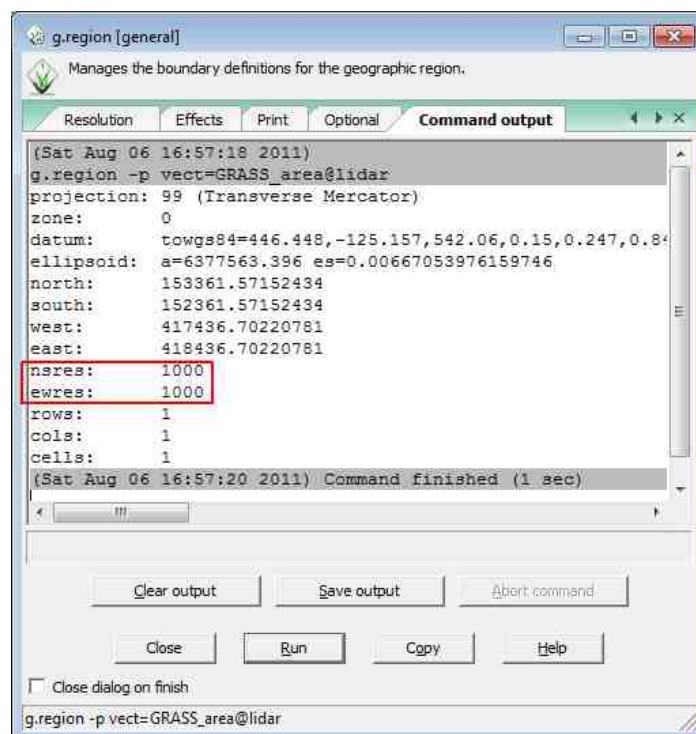 g.region [general]
Manages the boundary definitions for the geographic region.
Resolution Effects Print Optional Command output
(Sat Aug 06 16:57:18 2011)
g.region -p vect=GRASS_area@lidar
projection: 99 (Transverse Mercator)
zone: 0
datum: towgs84=446.448,-125.157,542.06,0.15,0.247,0.84
ellipsoid: a=6377563.396 es=0.00667053976159746
north: 153361.57152434
south: 152361.57152434
west: 417436.70220781
east: 418436.70220781
nsres: 1000
ewres: 1000
rows: 1
cols: 1
cells: 1
(Sat Aug 06 16:57:20 2011) Command finished (1 sec)
Clear output Save output Abort command
Close Run Copy Help
Close dialog on finish
g.region -p vect=GRASS_area@lidar